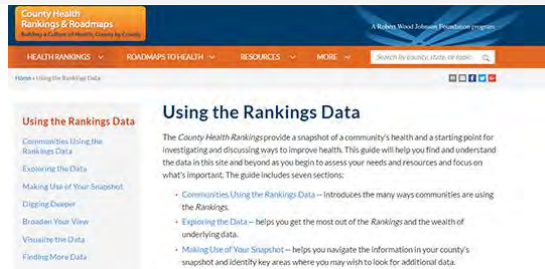 County Health
Rankings & Roadmaps
Building a Culture of Health, County by County
A Robert Wood Johnson Foundation program
HEALTH RANKINGS
ROADMAPS TO HEALTH
RESOURCES
MORE
Search by county, state, or topic
Home » Using the Rankings Data
Using the Rankings Data
Communities Using the
Rankings Data
Exploring the Data
Making Use of Your Snapshot
Digging Deeper
Broaden Your View
Visualize the Data
Finding More Data
Using the Rankings Data
The County Health Rankings provide a snapshot of a community's health and a starting point for
investigating and discussing ways to improve health. This guide will help you find and understand
the data in this site and beyond as you begin to assess your needs and resources and focus on
what's important. The guide includes seven sections:
• Communities Using the Rankings Data -- introduces the many ways communities are using
the Rankings.
• Exploring the Data -- helps you get the most out of the Rankings and the wealth of
underlying data.
• Making Use of Your Snapshot -- helps you navigate the information in your county's
snapshot and identify key areas where you may wish to look for additional data.